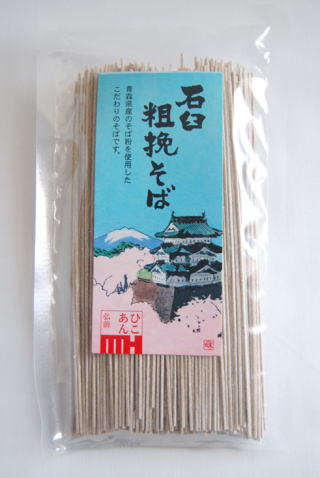 石臼
粗挽そば
青森県産のそば粉を使用した
こだわりのそばです。
ひこ
あん
弘前